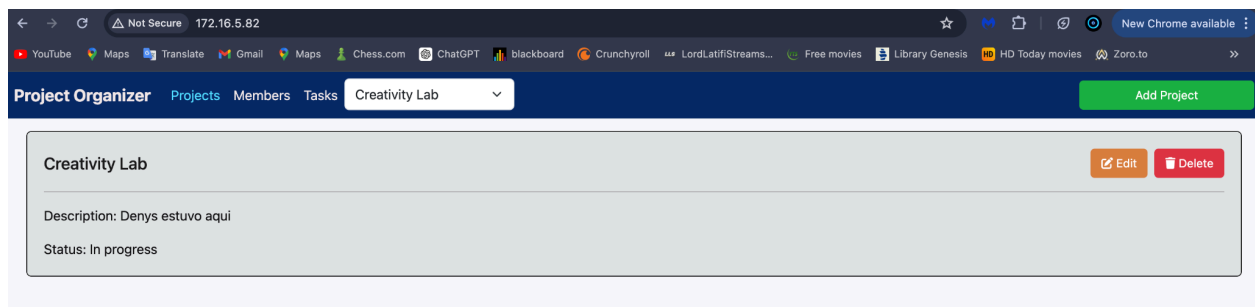 Not Secure 172.16.5.82 New Chrome available
YouTube Maps Translate Gmail Maps Chess.com ChatGPT blackboard Crunchyroll LordLatifiStreams... Free movies Library Genesis HD HD Today movies Zoro.to »
Project Organizer Projects Members Tasks Creativity Lab Add Project
Creativity Lab Edit Delete
Description: Denys estuvo aqui
Status: In progress